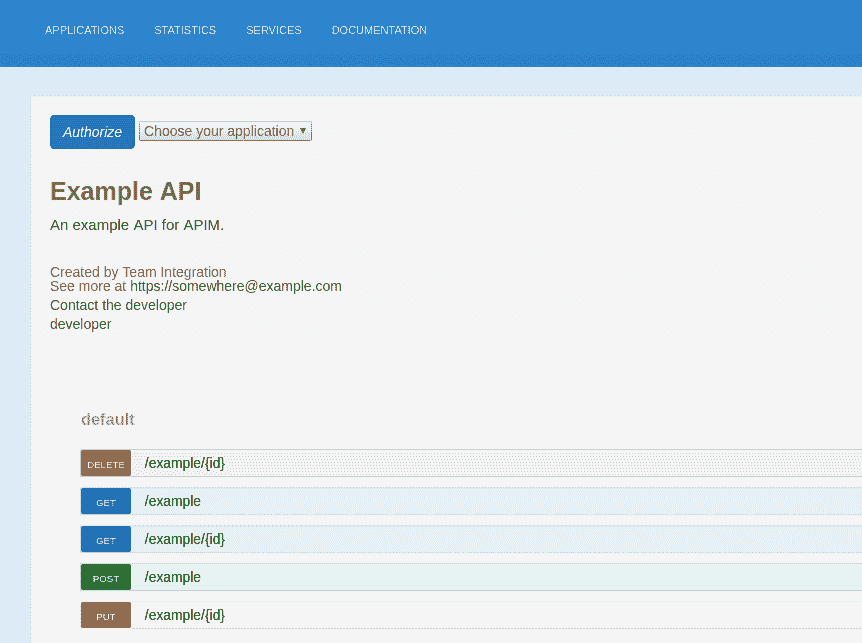 APPLICATIONS STATISTICS SERVICES DOCUMENTATION
Authorize Choose your application ▼
Example API
An example API for APIM.
Created by Team Integration
See more at https://somewhere@example.com
Contact the developer
developer
default
DELETE /example/{id}
GET /example
GET /example/{id}
POST /example
PUT /example/{id}